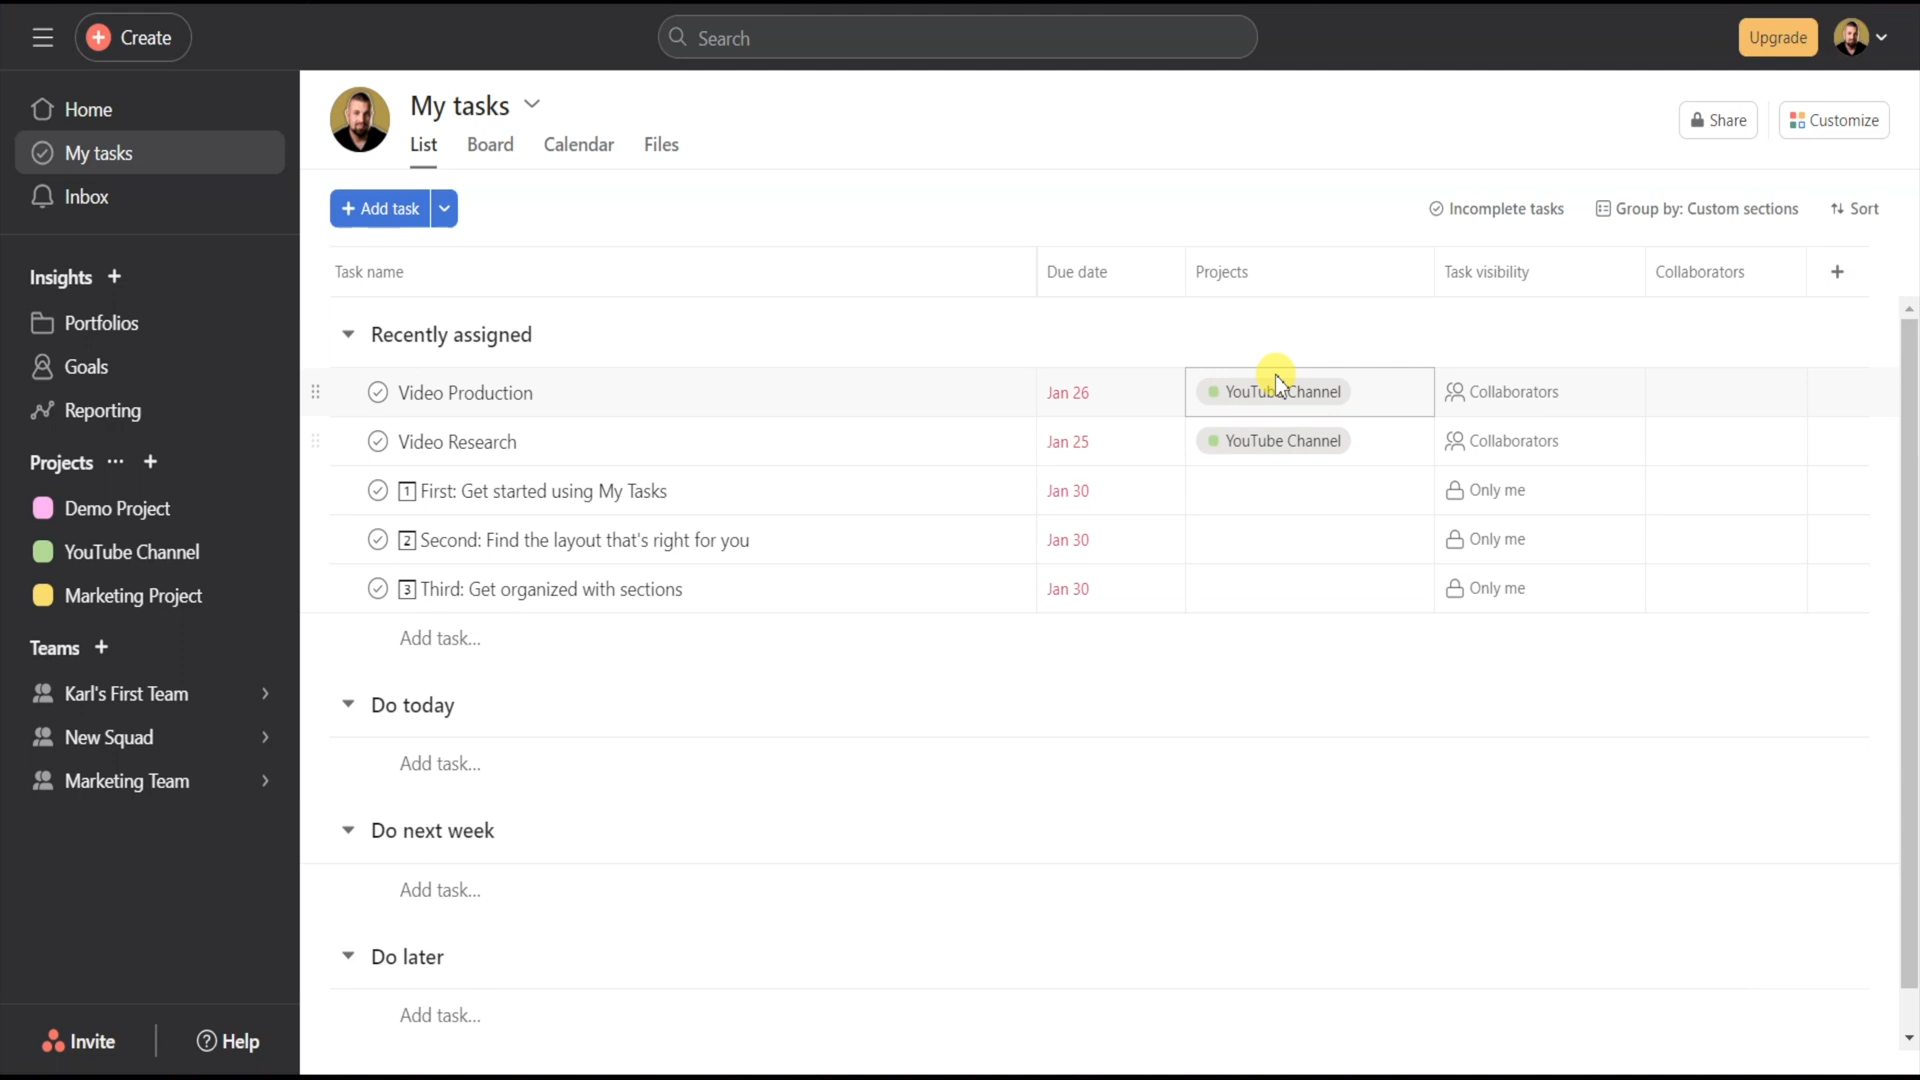 Create
Search
Upgrade
Home
My tasks
Inbox
Insights
Portfolios
Goals
Reporting
Projects
Demo Project
YouTube Channel
Marketing Project
Teams
Karl's First Team
New Squad
Marketing Team
Invite
Help
My tasks
List Board Calendar Files
Share Customize
+ Add task
Incomplete tasks Group by: Custom sections Sort
Task name Due date Projects Task visibility Collaborators
Recently assigned
Video Production Jan 26 YouTube Channel Collaborators
Video Research Jan 25 YouTube Channel Collaborators
1 First: Get started using My Tasks Jan 30 Only me
2 Second: Find the layout that's right for you Jan 30 Only me
3 Third: Get organized with sections Jan 30 Only me
Add task...
Do today
Add task...
Do next week
Add task...
Do later
Add task...